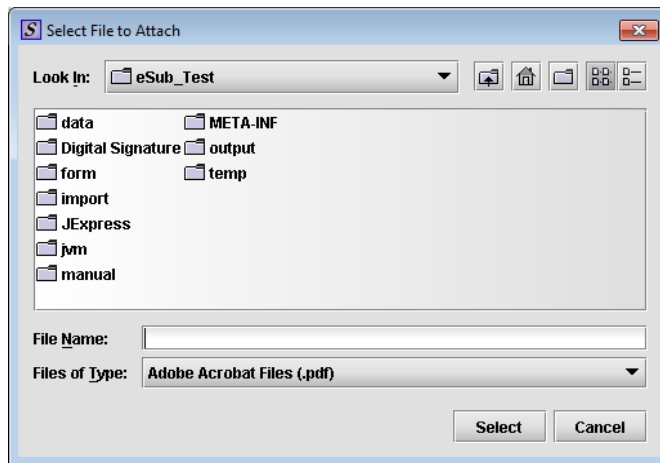 S Select File to Attach
Look In: eSub_Test
data META-INF
Digital Signature output
form temp
import
JExpress
jvm
manual
File Name:
Files of Type: Adobe Acrobat Files (.pdf)
Select Cancel